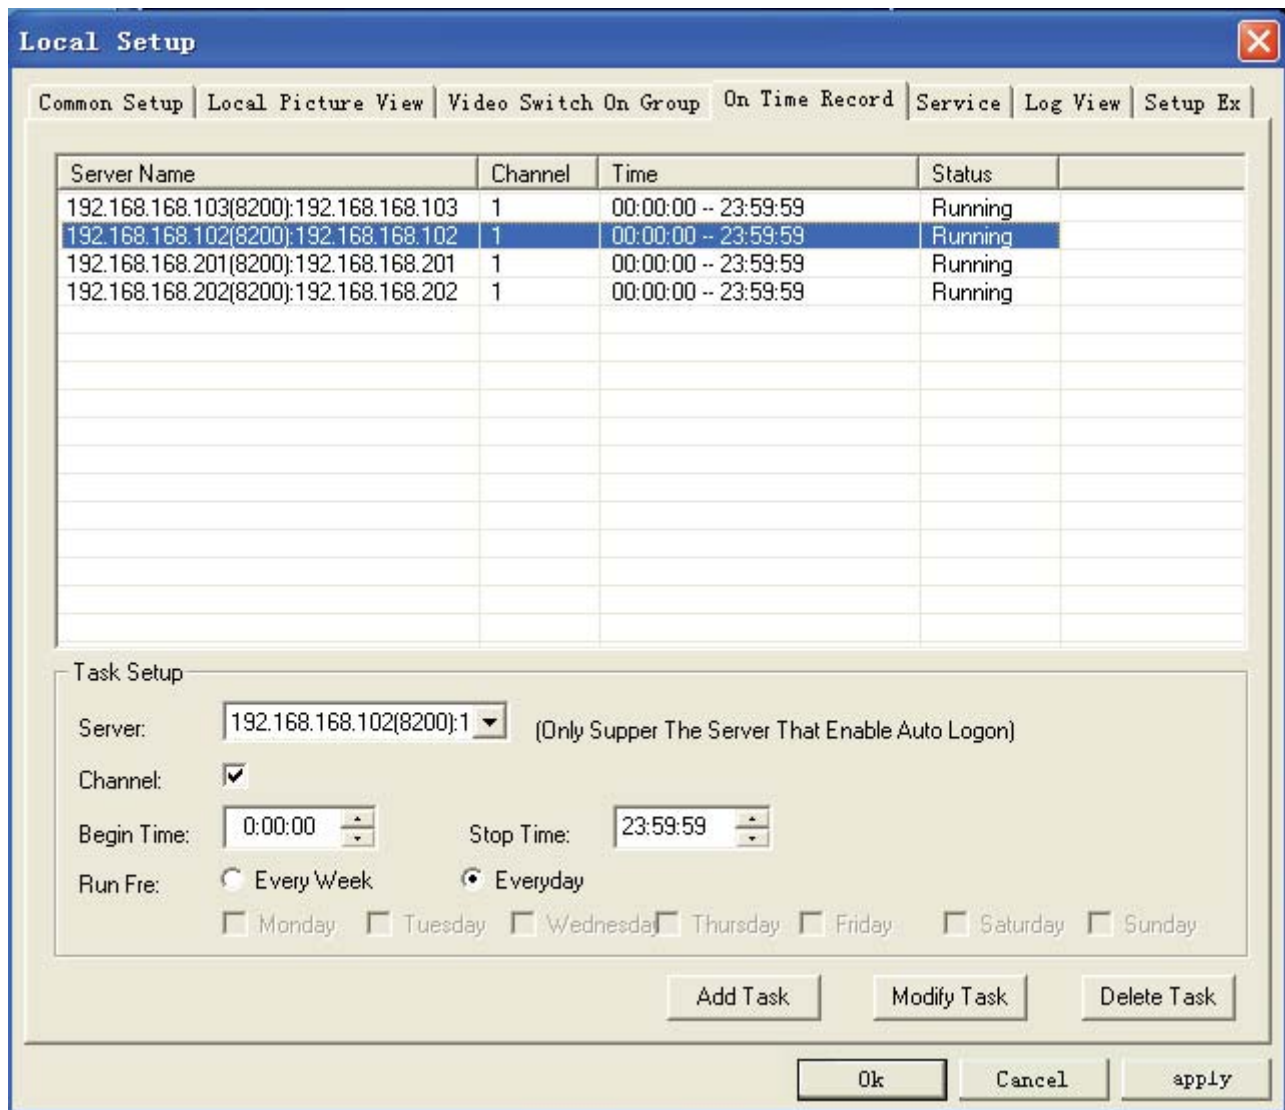 Local Setup
Common Setup Local Picture View Video Switch On Group On Time Record Service Log View Setup Ex
Server Name Channel Time Status
192.168.168.103(8200):192.168.168.103 1 00:00:00 -- 23:59:59 Running
192.168.168.102(8200):192.168.168.102 1 00:00:00 -- 23:59:59 Running
192.168.168.201(8200):192.168.168.201 1 00:00:00 -- 23:59:59 Running
192.168.168.202(8200):192.168.168.202 1 00:00:00 -- 23:59:59 Running
Task Setup
Server: 192.168.168.102(8200):1 (Only Supper The Server That Enable Auto Logon)
Channel:
Begin Time: 0:00:00 Stop Time: 23:59:59
Run Fre: Every Week Everyday
Monday Tuesday Wednesday Thursday Friday Saturday Sunday
Add Task Modify Task Delete Task
Ok Cancel apply